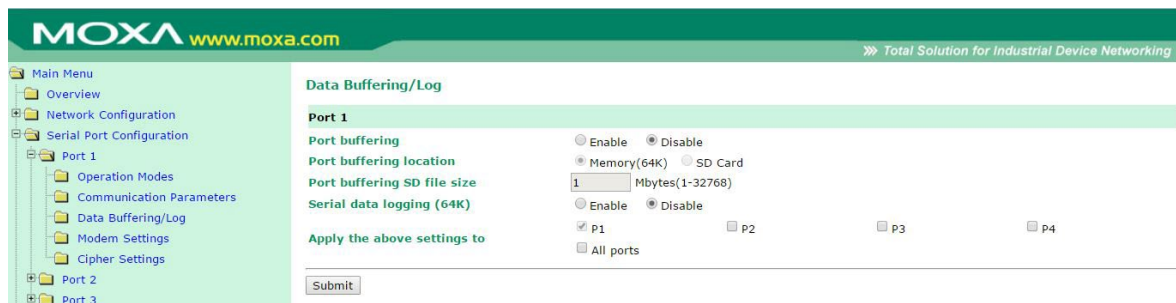 MOXA www.moxa.com
Total Solution for Industrial Device Networking
Main Menu
Overview
Network Configuration
Serial Port Configuration
Port 1
Operation Modes
Communication Parameters
Data Buffering/Log
Modem Settings
Cipher Settings
Port 2
Port 3
Data Buffering/Log
Port 1
Port buffering Enable Disable
Port buffering location Memory(64K) SD Card
Port buffering SD file size 1 Mbytes(1-32768)
Serial data logging (64K) Enable Disable
Apply the above settings to P1 P2 P3 P4
All ports
Submit